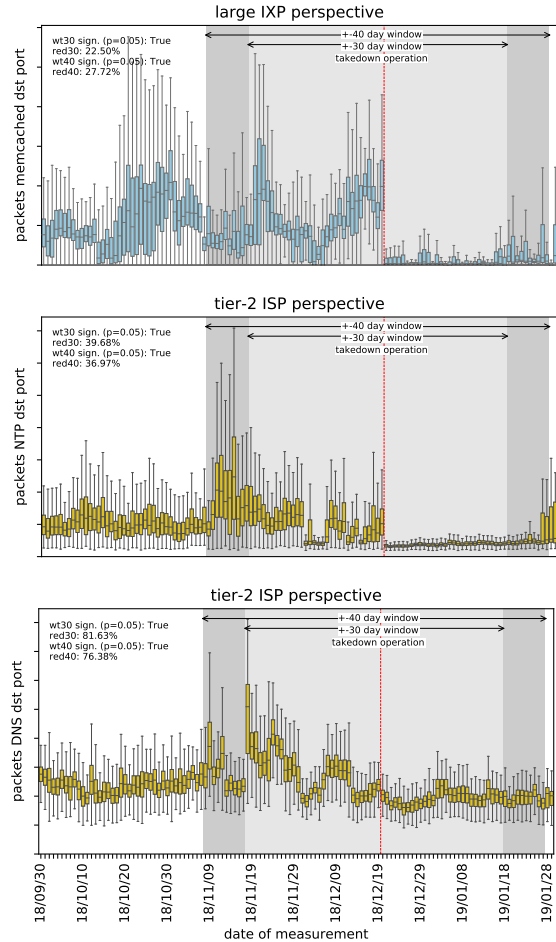 large IXP perspective
wt30 sign. (p=0.05): True
red30: 22.50%
wt40 sign. (p=0.05): True
red40: 27.72%
+-40 day window
+-30 day window
takedown operation
packets memcached dst port
tier-2 ISP perspective
wt30 sign. (p=0.05): True
red30: 39.68%
wt40 sign. (p=0.05): True
red40: 36.97%
+-40 day window
+-30 day window
takedown operation
packets NTP dst port
tier-2 ISP perspective
wt30 sign. (p=0.05): True
red30: 81.63%
wt40 sign. (p=0.05): True
red40: 76.38%
+-40 day window
+-30 day window
takedown operation
packets DNS dst port
18/09/30
18/10/10
18/10/20
18/10/30
18/11/09
18/11/19
18/11/29
18/12/09
18/12/19
18/12/29
19/01/08
19/01/18
19/01/28
date of measurement